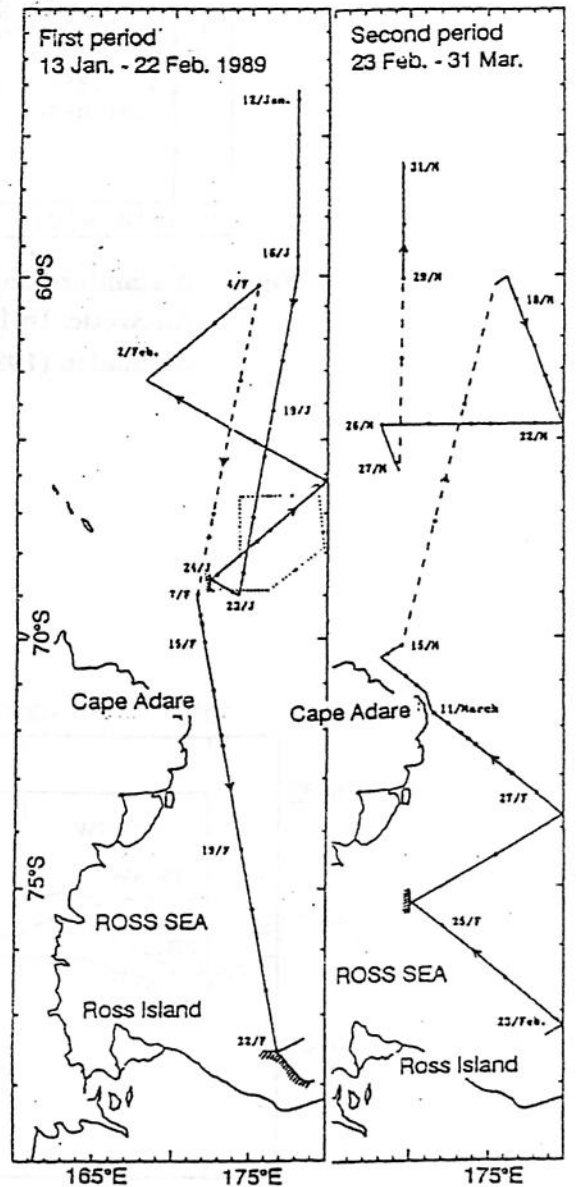 First period
13 Jan. - 22 Feb. 1989
12/Jan.
16/J
60°S
4/F
2/Feb.
19/J
24/J
23/J
7/F
70°S
15/F
Cape Adare
19/F
75°S
ROSS SEA
Ross Island
22/F
165°E
175°E
Second period
23 Feb. - 31 Mar.
31/M
29/M
18/M
26/M
22/M
27/M
15/M
Cape Adare
11/March
27/F
25/F
ROSS SEA
23/Feb.
Ross Island
175°E